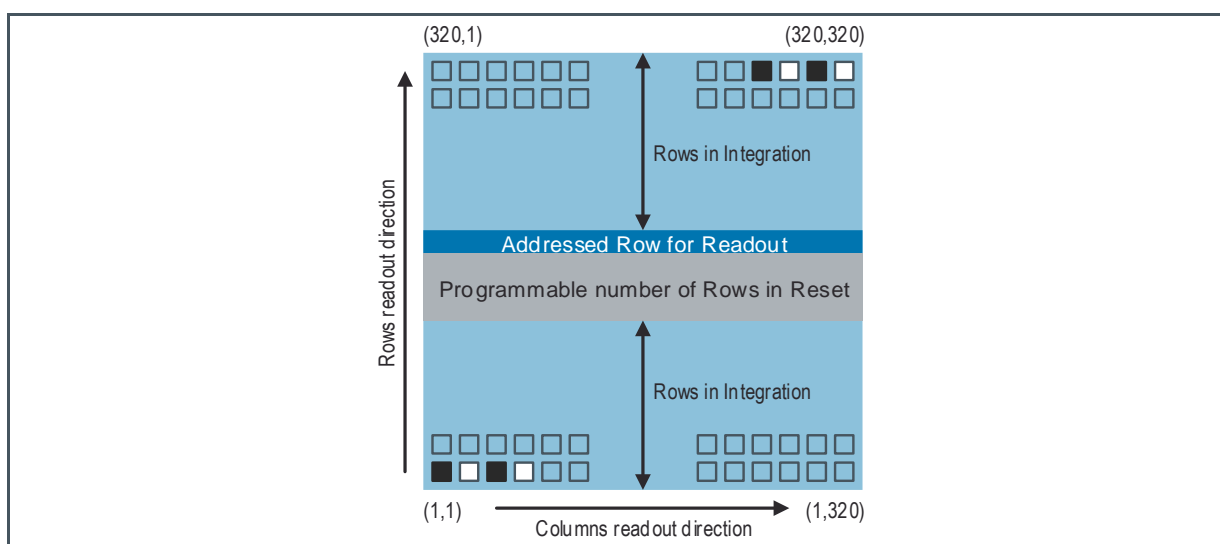 (320,1)
(320,320)
Rows in Integration
Rows readout direction
Addressed Row for Readout
Programmable number of Rows in Reset
Rows in Integration
(1,1)
(1,320)
Columns readout direction